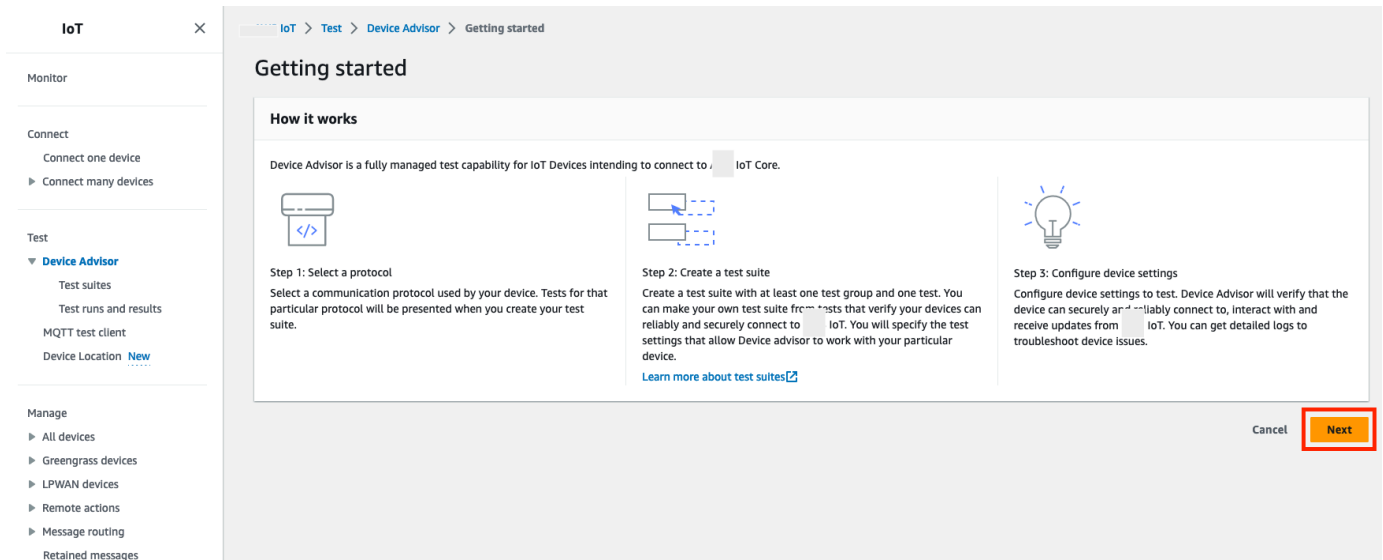 IoT
Monitor
Connect
Connect one device
Connect many devices
Test
Device Advisor
Test suites
Test runs and results
MQTT test client
Device Location New
Manage
All devices
Greengrass devices
LPWAN devices
Remote actions
Message routing
Retained messages
IoT > Test > Device Advisor > Getting started
Getting started
How it works
Device Advisor is a fully managed test capability for IoT Devices intending to connect to IoT Core.
</>
Step 1: Select a protocol
Select a communication protocol used by your device. Tests for that
particular protocol will be presented when you create your test
suite.
Step 2: Create a test suite
Create a test suite with at least one test group and one test. You
can make your own test suite from tests that verify your devices can
reliably and securely connect to IoT. You will specify the test
settings that allow Device advisor to work with your particular
device.
Learn more about test suites
Step 3: Configure device settings
Configure device settings to test. Device Advisor will verify that the
device can securely and reliably connect to, interact with and
receive updates from IoT. You can get detailed logs to
troubleshoot device issues.
Cancel
Next